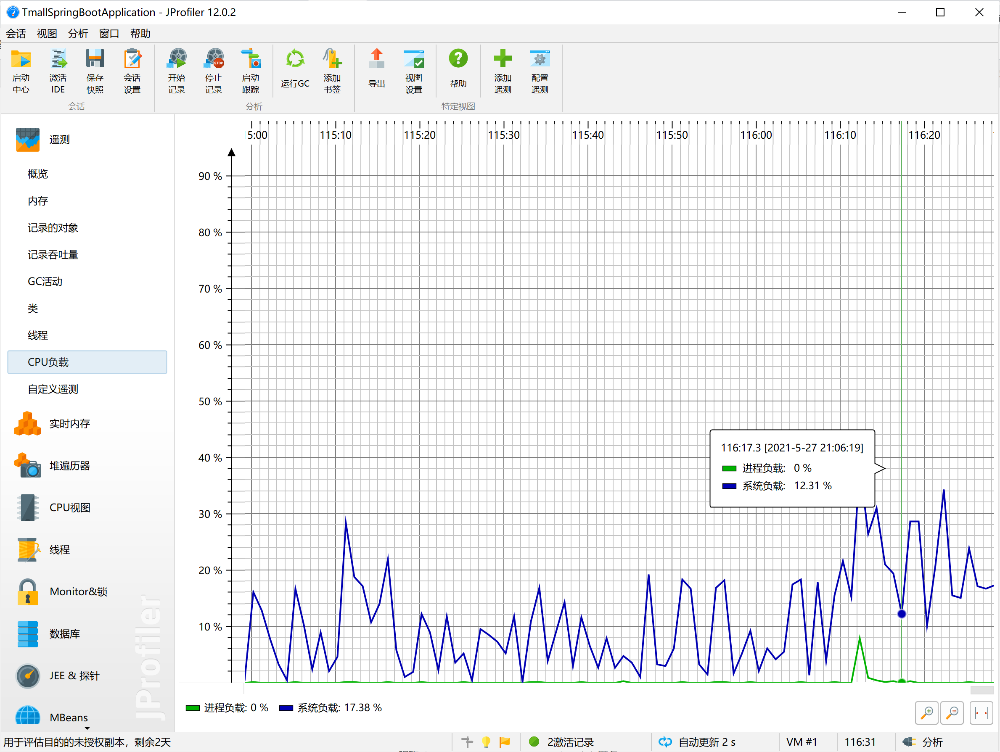 TmallSpringBootApplication - JProfiler 12.0.2
会话 视图 分析 窗口 帮助
启动中心 激活IDE 保存快照 会话设置 开始记录 停止记录 启动跟踪 运行GC 添加书签 导出 视图设置 帮助 添加遥测 配置遥测
会话 分析 特定视图
遥测
概览
内存
记录的对象
记录吞吐量
GC活动
类
线程
CPU负载
自定义遥测
实时内存
堆遍历器
CPU视图
线程
Monitor&锁
数据库
JEE & 探针
MBeans
JProfiler
15:00 115:10 115:20 115:30 115:40 115:50 116:00 116:10 116:20
90 %
80 %
70 %
60 %
50 %
40 %
30 %
20 %
10 %
116:17.3 [2021-5-27 21:06:19]
进程负载: 0 %
系统负载: 12.31 %
进程负载: 0 % 系统负载: 17.38 %
用于评估目的的未授权副本，剩余2天 2激活记录 自动更新 2 s VM #1 116:31 分析